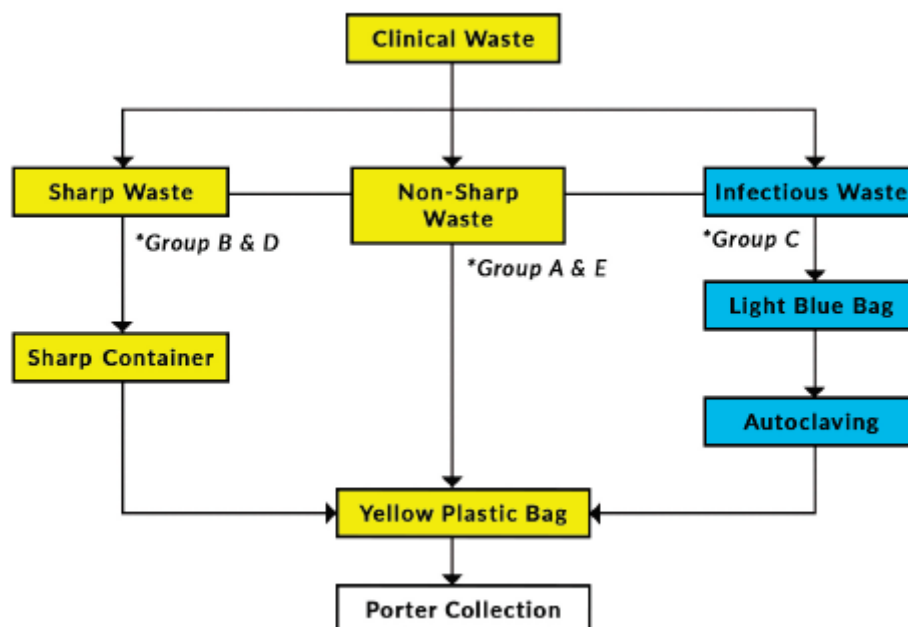 Clinical Waste
Sharp Waste
Non-Sharp
Waste
Infectious Waste
*Group B & D
*Group A & E
*Group C
Light Blue Bag
Sharp Container
Autoclaving
Yellow Plastic Bag
Porter Collection